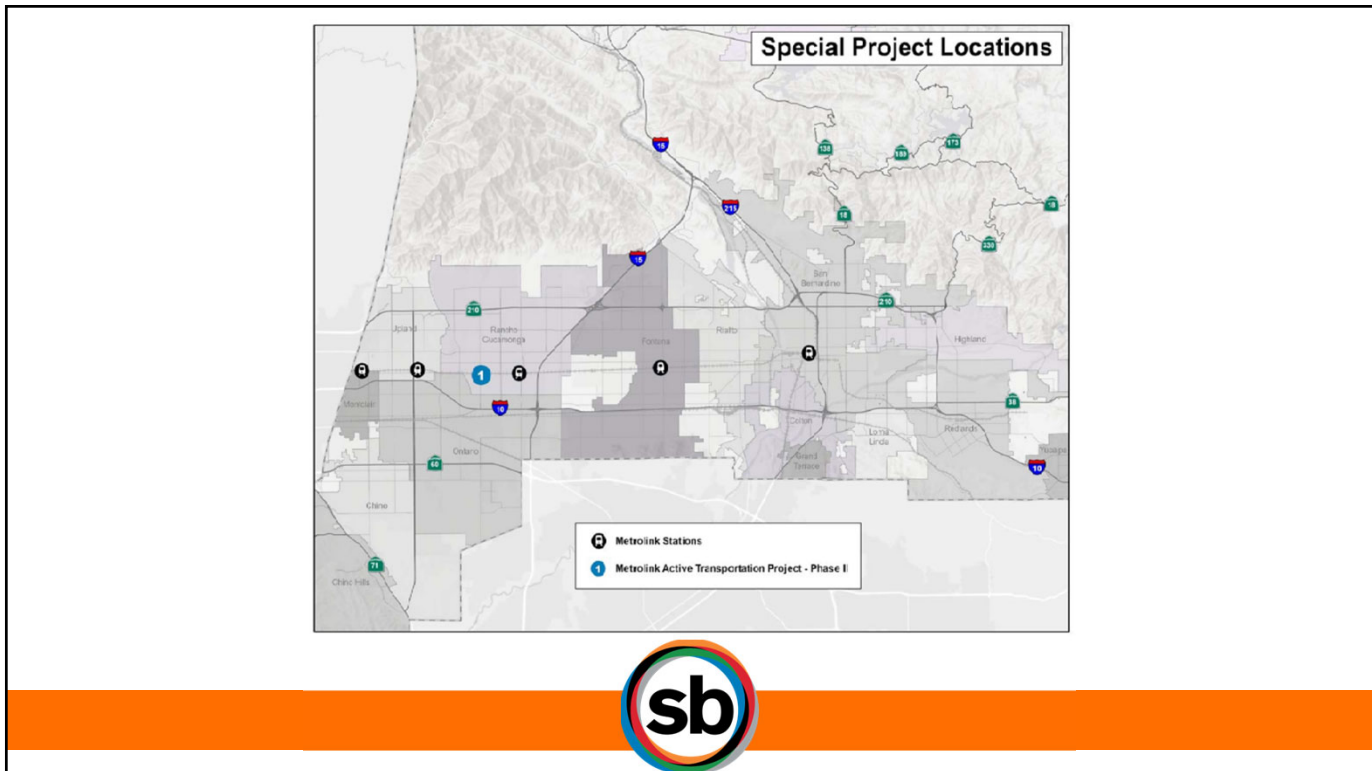 Special Project Locations
15
138
189
173
18
215
18
330
15
San
Bernardino
210
210
Upland
Rancho
Cucamonga
Fontana
Rialto
Highland
1
Montclair
10
38
Colton
Loma
Linda
Redlands
Ontario
60
Grand
Terrace
Yucaipa
10
Chino
Metrolink Stations
71
1
Metrolink Active Transportation Project - Phase II
Chino Hills
sb